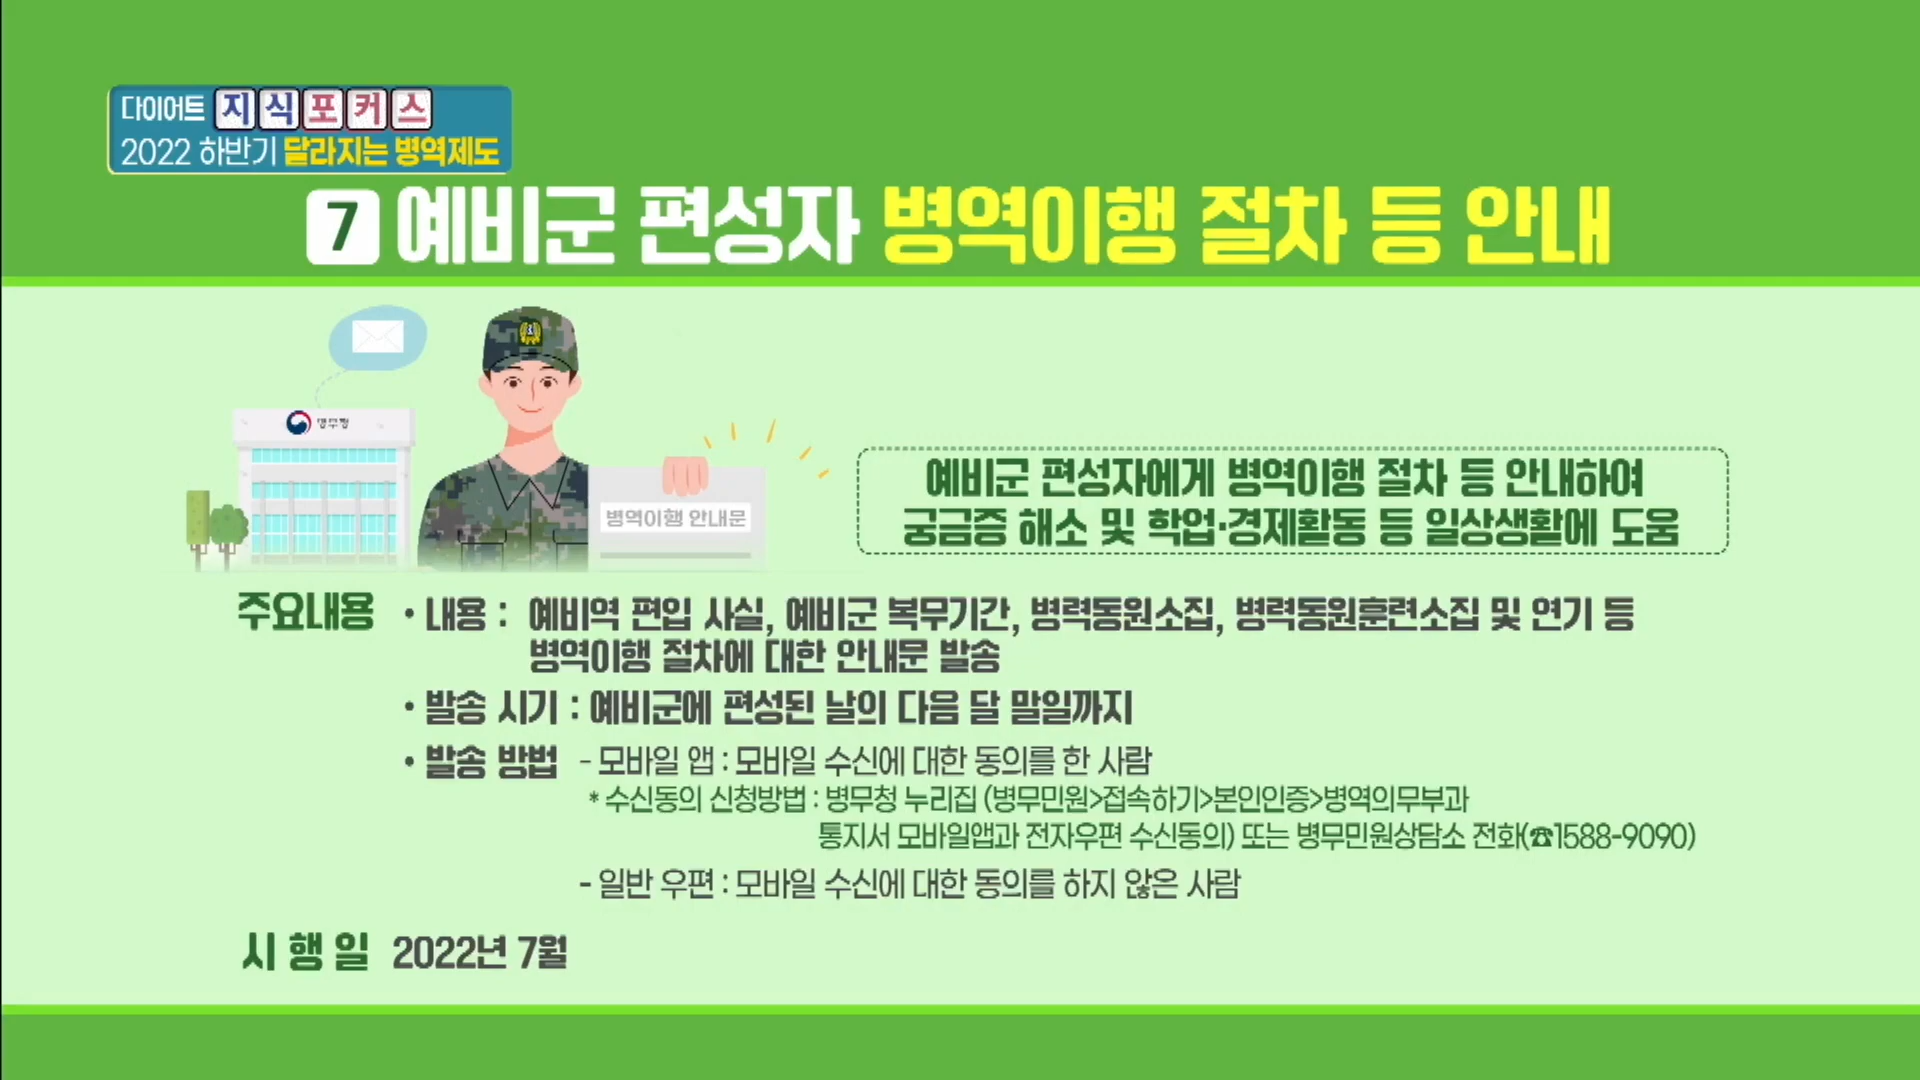 다이어트 지식포커스
2022 하반기 달라지는 병역제도
7 예비군 편성자 병역이행 절차 등 안내
병무청
병역이행 안내문
예비군 편성자에게 병역이행 절차 등 안내하여
궁금증 해소 및 학업·경제활동 등 일상생활에 도움
주요내용 • 내용 : 예비역 편입 사실, 예비군 복무기간, 병력동원소집, 병력동원훈련소집 및 연기 등
병역이행 절차에 대한 안내문 발송
• 발송 시기 : 예비군에 편성된 날의 다음 달 말일까지
• 발송 방법 - 모바일 앱 : 모바일 수신에 대한 동의를 한 사람
* 수신동의 신청방법 : 병무청 누리집 (병무민원>접속하기>본인인증>병역의무부과
통지서 모바일앱과 전자우편 수신동의) 또는 병무민원상담소 전화(☎1588-9090)
- 일반 우편 : 모바일 수신에 대한 동의를 하지 않은 사람
시 행 일 2022년 7월